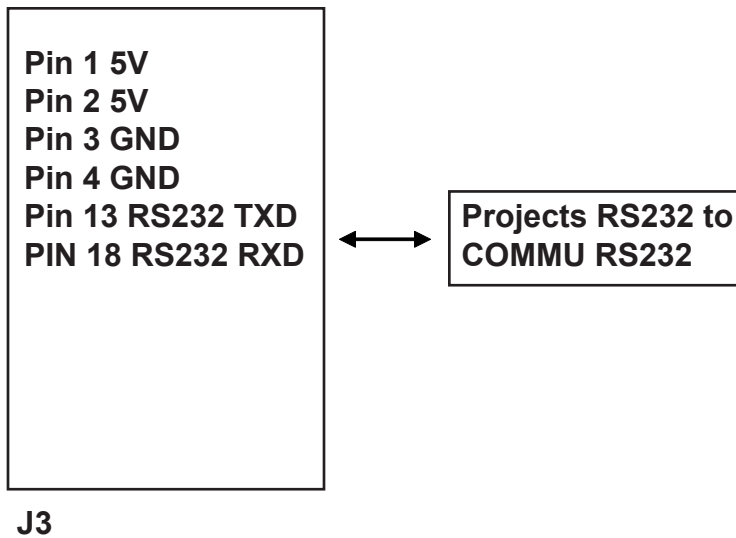 Pin 1 5V
Pin 2 5V
Pin 3 GND
Pin 4 GND
Pin 13 RS232 TXD
PIN 18 RS232 RXD
Projects RS232 to
COMMU RS232
J3